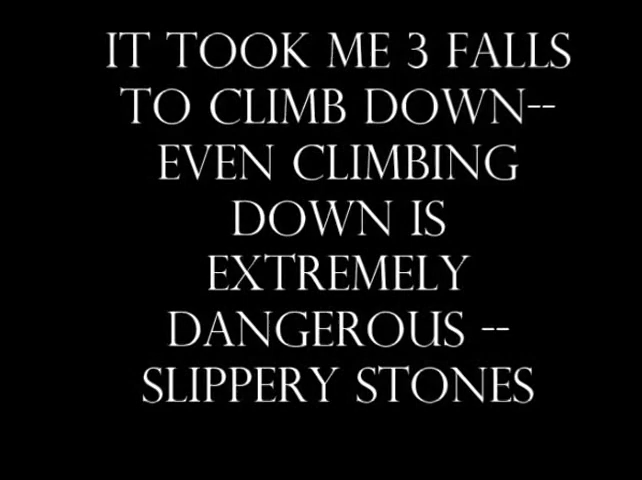 IT TOOK ME 3 FALLS
TO CLIMB DOWN--
EVEN CLIMBING
DOWN IS
EXTREMELY
DANGEROUS --
SLIPPERY STONES